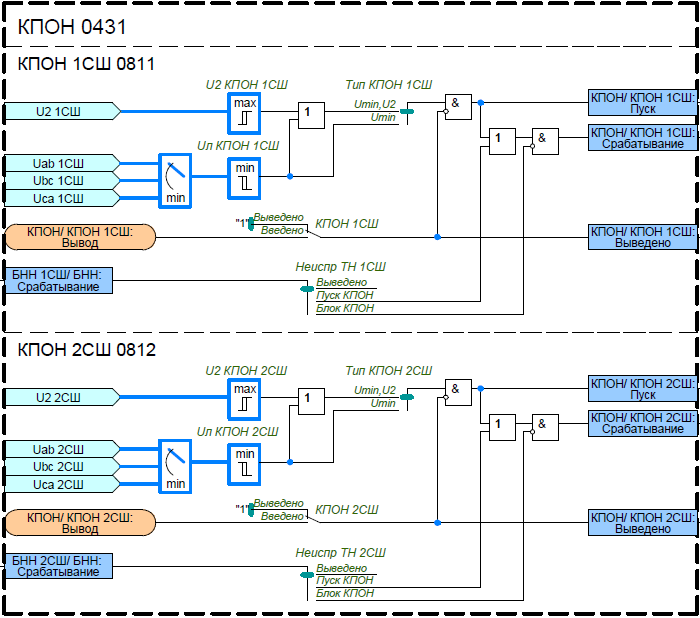 КПОН 0431
КПОН 1СШ 0811
U2 КПОН 1СШ
Тип КПОН 1СШ
U2 1СШ
max
1
Umin,U2
Umin
&
КПОН/ КПОН 1СШ:
Пуск
КПОН/ КПОН 1СШ:
Срабатывание
Uл КПОН 1СШ
1
&
Uab 1СШ
Ubc 1СШ
Uca 1СШ
min
min
"1"
Выведено
Введено
КПОН 1СШ
КПОН/ КПОН 1СШ:
Вывод
КПОН/ КПОН 1СШ:
Выведено
Неиспр ТН 1СШ
БНН 1СШ/ БНН:
Срабатывание
Выведено
Пуск КПОН
Блок КПОН
КПОН 2СШ 0812
U2 КПОН 2СШ
Тип КПОН 2СШ
U2 2СШ
max
1
Umin,U2
Umin
&
КПОН/ КПОН 2СШ:
Пуск
КПОН/ КПОН 2СШ:
Срабатывание
Uл КПОН 2СШ
1
&
Uab 2СШ
Ubc 2СШ
Uca 2СШ
min
min
"1"
Выведено
Введено
КПОН 2СШ
КПОН/ КПОН 2СШ:
Вывод
КПОН/ КПОН 2СШ:
Выведено
Неиспр ТН 2СШ
БНН 2СШ/ БНН:
Срабатывание
Выведено
Пуск КПОН
Блок КПОН